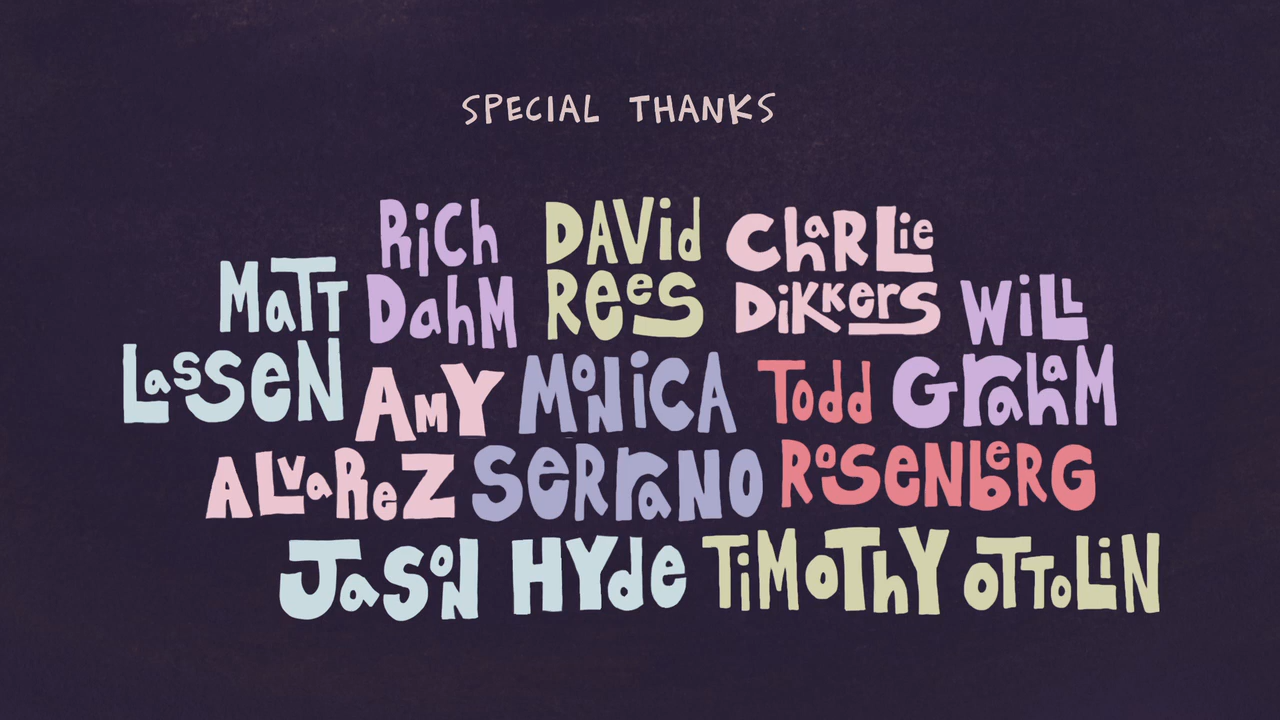 SPECIAL THANKS
MaTT LasseN
RiCh DahM
DAVid Rees
ChaRLie DiKKerS
WiLL GrahaM
AMY ALvaReZ
MoNiCA SeRRaNO
Todd RoSeNbeRG
JaSoN HYde
TiMoThY oTToLiN